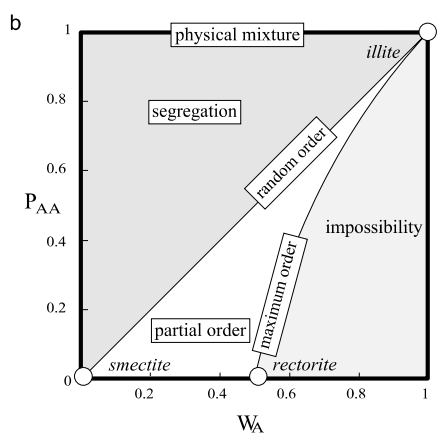 b
1
physical mixture
illite
0.8
segregation
random order
0.6
P_AA
impossibility
0.4
maximum order
0.2
partial order
smectite
rectorite
0
0.2
0.4
0.6
0.8
1
W_A